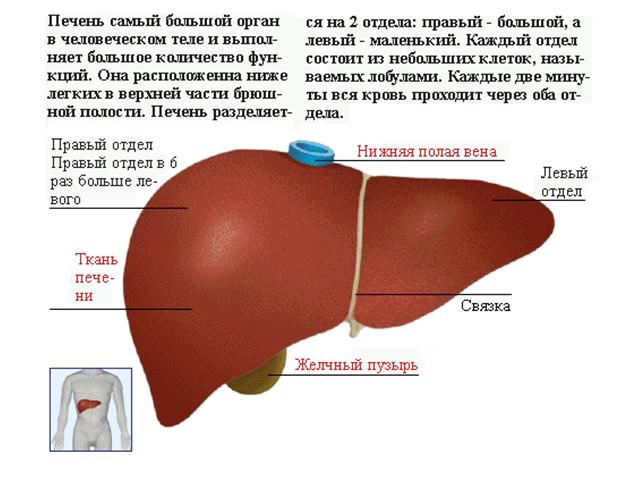 Печень самый большой орган
в человеческом теле и выпол-
няет большое количество фун-
кций. Она расположенна ниже
легких в верхней части брюш-
ной полости. Печень разделяет-
ся на 2 отдела: правый - большой, а
левый - маленький. Каждый отдел
состоит из небольших клеток, назы-
ваемых лобулами. Каждые две мину-
ты вся кровь проходит через оба от-
дела.
Правый отдел
Правый отдел в 6
раз больше ле-
вого
Нижняя полая вена
Левый
отдел
Ткань
пече-
ни
Связка
Желчный пузырь